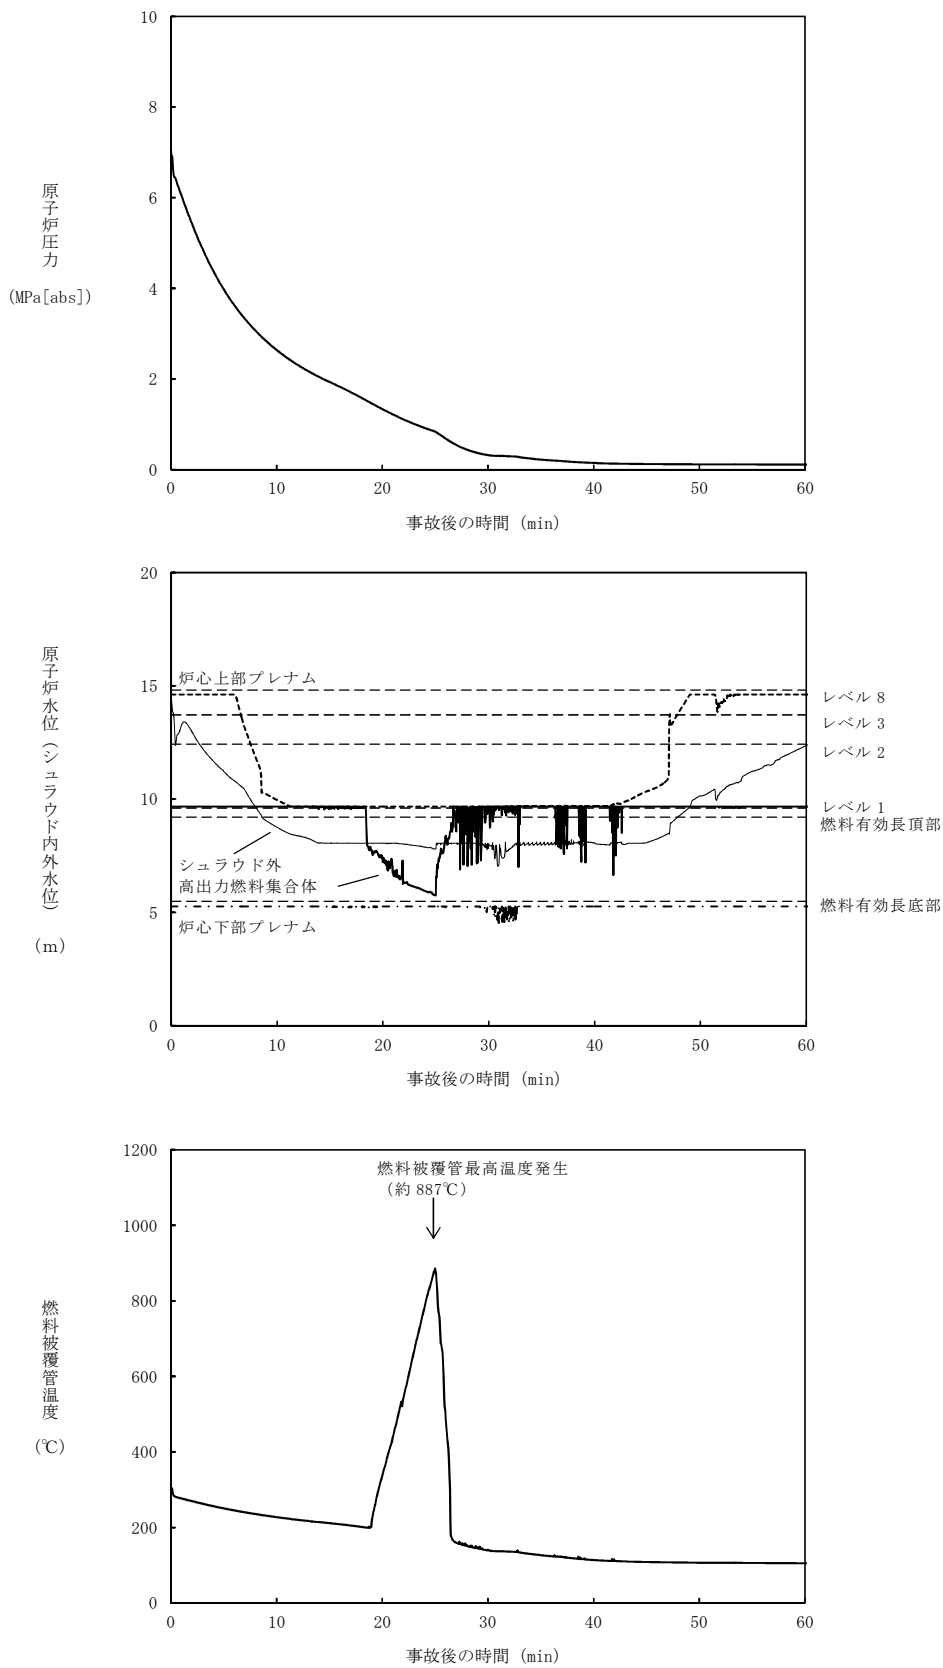 10
8
6
4
2
0
原子炉圧力
(MPa[abs])
0 10 20 30 40 50 60
事故後の時間 (min)
20
15
10
5
0
原子炉水位（シュラウド内外水位）
(m)
炉心上部プレナム
レベル 8
レベル 3
レベル 2
レベル 1
燃料有効長頂部
シュラウド外
高出力燃料集合体
燃料有効長底部
炉心下部プレナム
0 10 20 30 40 50 60
事故後の時間 (min)
1200
1000
800
600
400
200
0
燃料被覆管温度
(℃)
燃料被覆管最高温度発生
（約 887℃）
0 10 20 30 40 50 60
事故後の時間 (min)